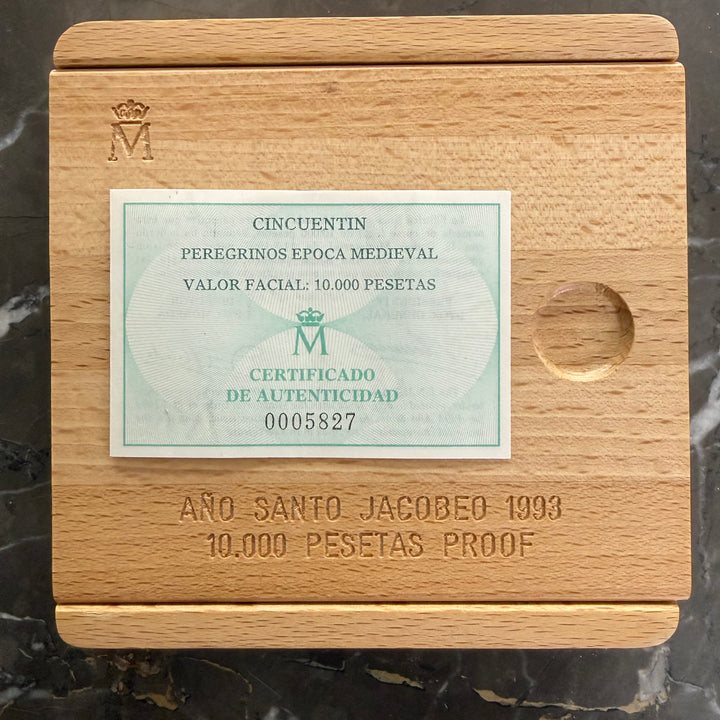 M
CINCUENTIN
PEREGRINOS EPOCA MEDIEVAL
VALOR FACIAL: 10.000 PESETAS
M
CERTIFICADO
DE AUTENTICIDAD
0005827
AÑO SANTO JACOBEO 1993
10.000 PESETAS PROOF